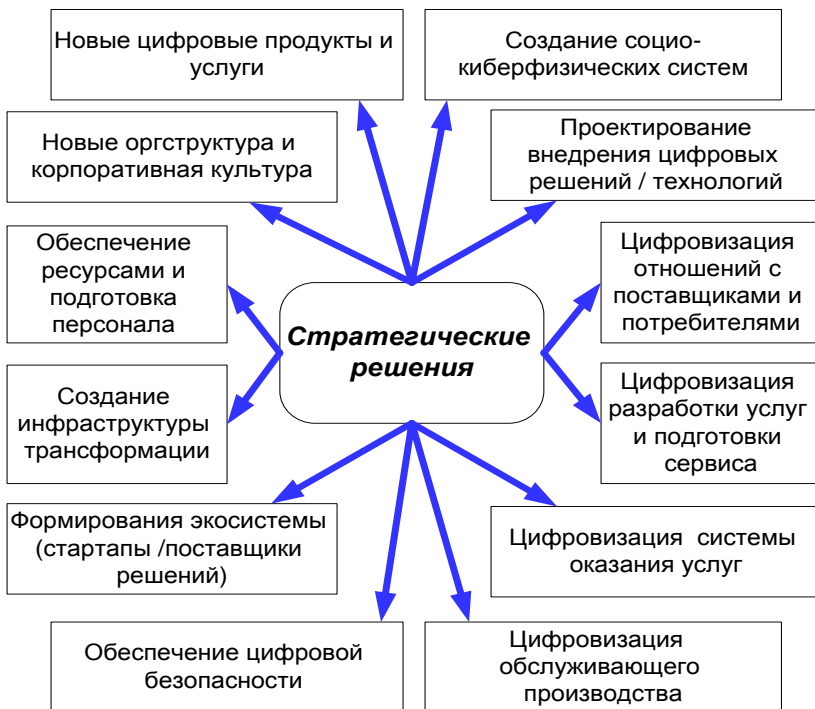 Новые цифровые продукты и
услуги
Создание социо-
киберфизических систем
Новые оргструктура и
корпоративная культура
Проектирование
внедрения цифровых
решений / технологий
Обеспечение
ресурсами и
подготовка
персонала
Цифровизация
отношений с
поставщиками и
потребителями
Стратегические
решения
Создание
инфраструктуры
трансформации
Цифровизация
разработки услуг
и подготовки
сервиса
Формирования экосистемы
(стартапы /поставщики
решений)
Цифровизация системы
оказания услуг
Обеспечение цифровой
безопасности
Цифровизация
обслуживающего
производства